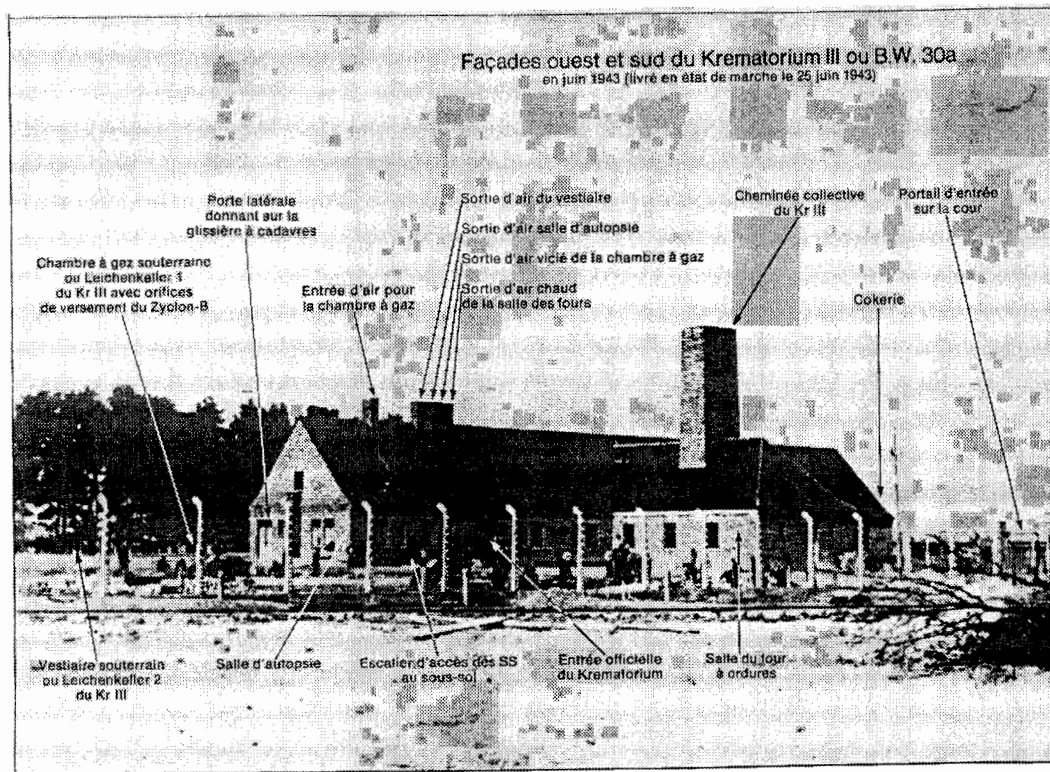 Façades ouest et sud du Krematorium III ou B.W. 30a
en juin 1943 (livré en état de marche le 25 juin 1943)
Porte latérale
donnant sur la
glissière à cadavres
Chambre à gaz souterraine
ou Leichenkeller 1
du Kr III avec orifices
de versement du Zyclon-B
Entrée d'air pour
la chambre à gaz
Sortie d'air du vestiaire
Sortie d'air salle d'autopsie
Sortie d'air vicié de la chambre à gaz
Sortie d'air chaud
de la salle des fours
Cheminée collective
du Kr III
Portail d'entrée
sur la cour
Cokerie
Vestiaire souterrain
ou Leichenkeller 2
du Kr III
Salle d'autopsie
Escalier d'accès des SS
au sous-sol
Entrée officielle
du Krematorium
Salle du four
à ordures